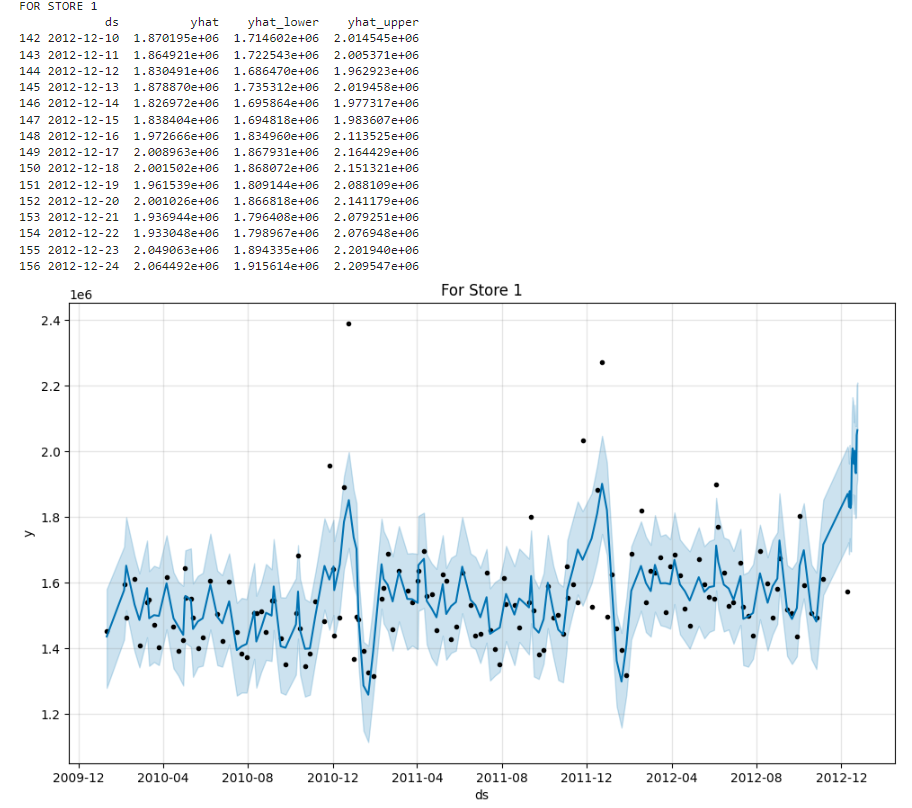 FOR STORE 1
ds yhat yhat_lower yhat_upper
142 2012-12-10 1.870195e+06 1.714602e+06 2.014545e+06
143 2012-12-11 1.864921e+06 1.722543e+06 2.005371e+06
144 2012-12-12 1.830491e+06 1.686470e+06 1.962923e+06
145 2012-12-13 1.878870e+06 1.735312e+06 2.019458e+06
146 2012-12-14 1.826972e+06 1.695864e+06 1.977317e+06
147 2012-12-15 1.838404e+06 1.694818e+06 1.983607e+06
148 2012-12-16 1.972666e+06 1.834960e+06 2.113525e+06
149 2012-12-17 2.008963e+06 1.867931e+06 2.164429e+06
150 2012-12-18 2.001502e+06 1.868072e+06 2.151321e+06
151 2012-12-19 1.961539e+06 1.809144e+06 2.088109e+06
152 2012-12-20 2.001026e+06 1.866818e+06 2.141179e+06
153 2012-12-21 1.936944e+06 1.796408e+06 2.079251e+06
154 2012-12-22 1.933048e+06 1.798967e+06 2.076948e+06
155 2012-12-23 2.049063e+06 1.894335e+06 2.201940e+06
156 2012-12-24 2.064492e+06 1.915614e+06 2.209547e+06
For Store 1
1e6
2.4
2.2
2.0
1.8
1.6
1.4
1.2
y
2009-12 2010-04 2010-08 2010-12 2011-04 2011-08 2011-12 2012-04 2012-08 2012-12
ds